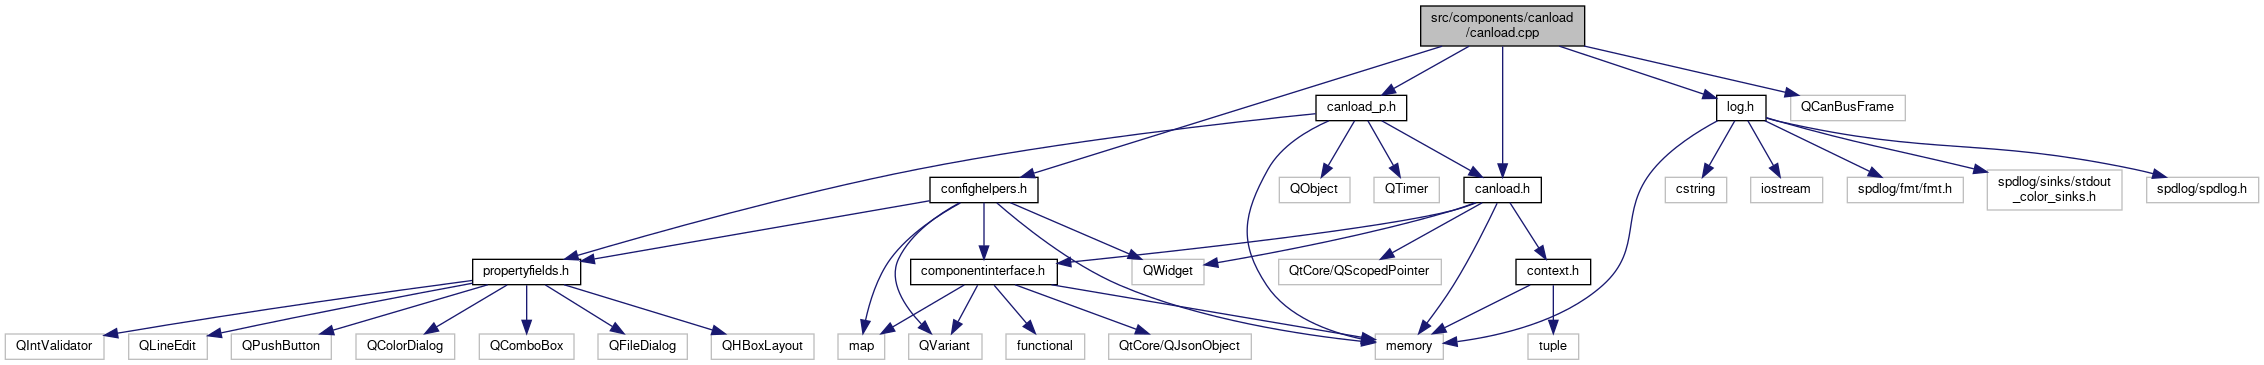 src/components/canload
/canload.cpp
canload_p.h
log.h
QCanBusFrame
confighelpers.h
QObject
QTimer
canload.h
cstring
iostream
spdlog/fmt/fmt.h
spdlog/sinks/stdout
_color_sinks.h
spdlog/spdlog.h
propertyfields.h
componentinterface.h
QWidget
QtCore/QScopedPointer
context.h
QIntValidator
QLineEdit
QPushButton
QColorDialog
QComboBox
QFileDialog
QHBoxLayout
map
QVariant
functional
QtCore/QJsonObject
memory
tuple